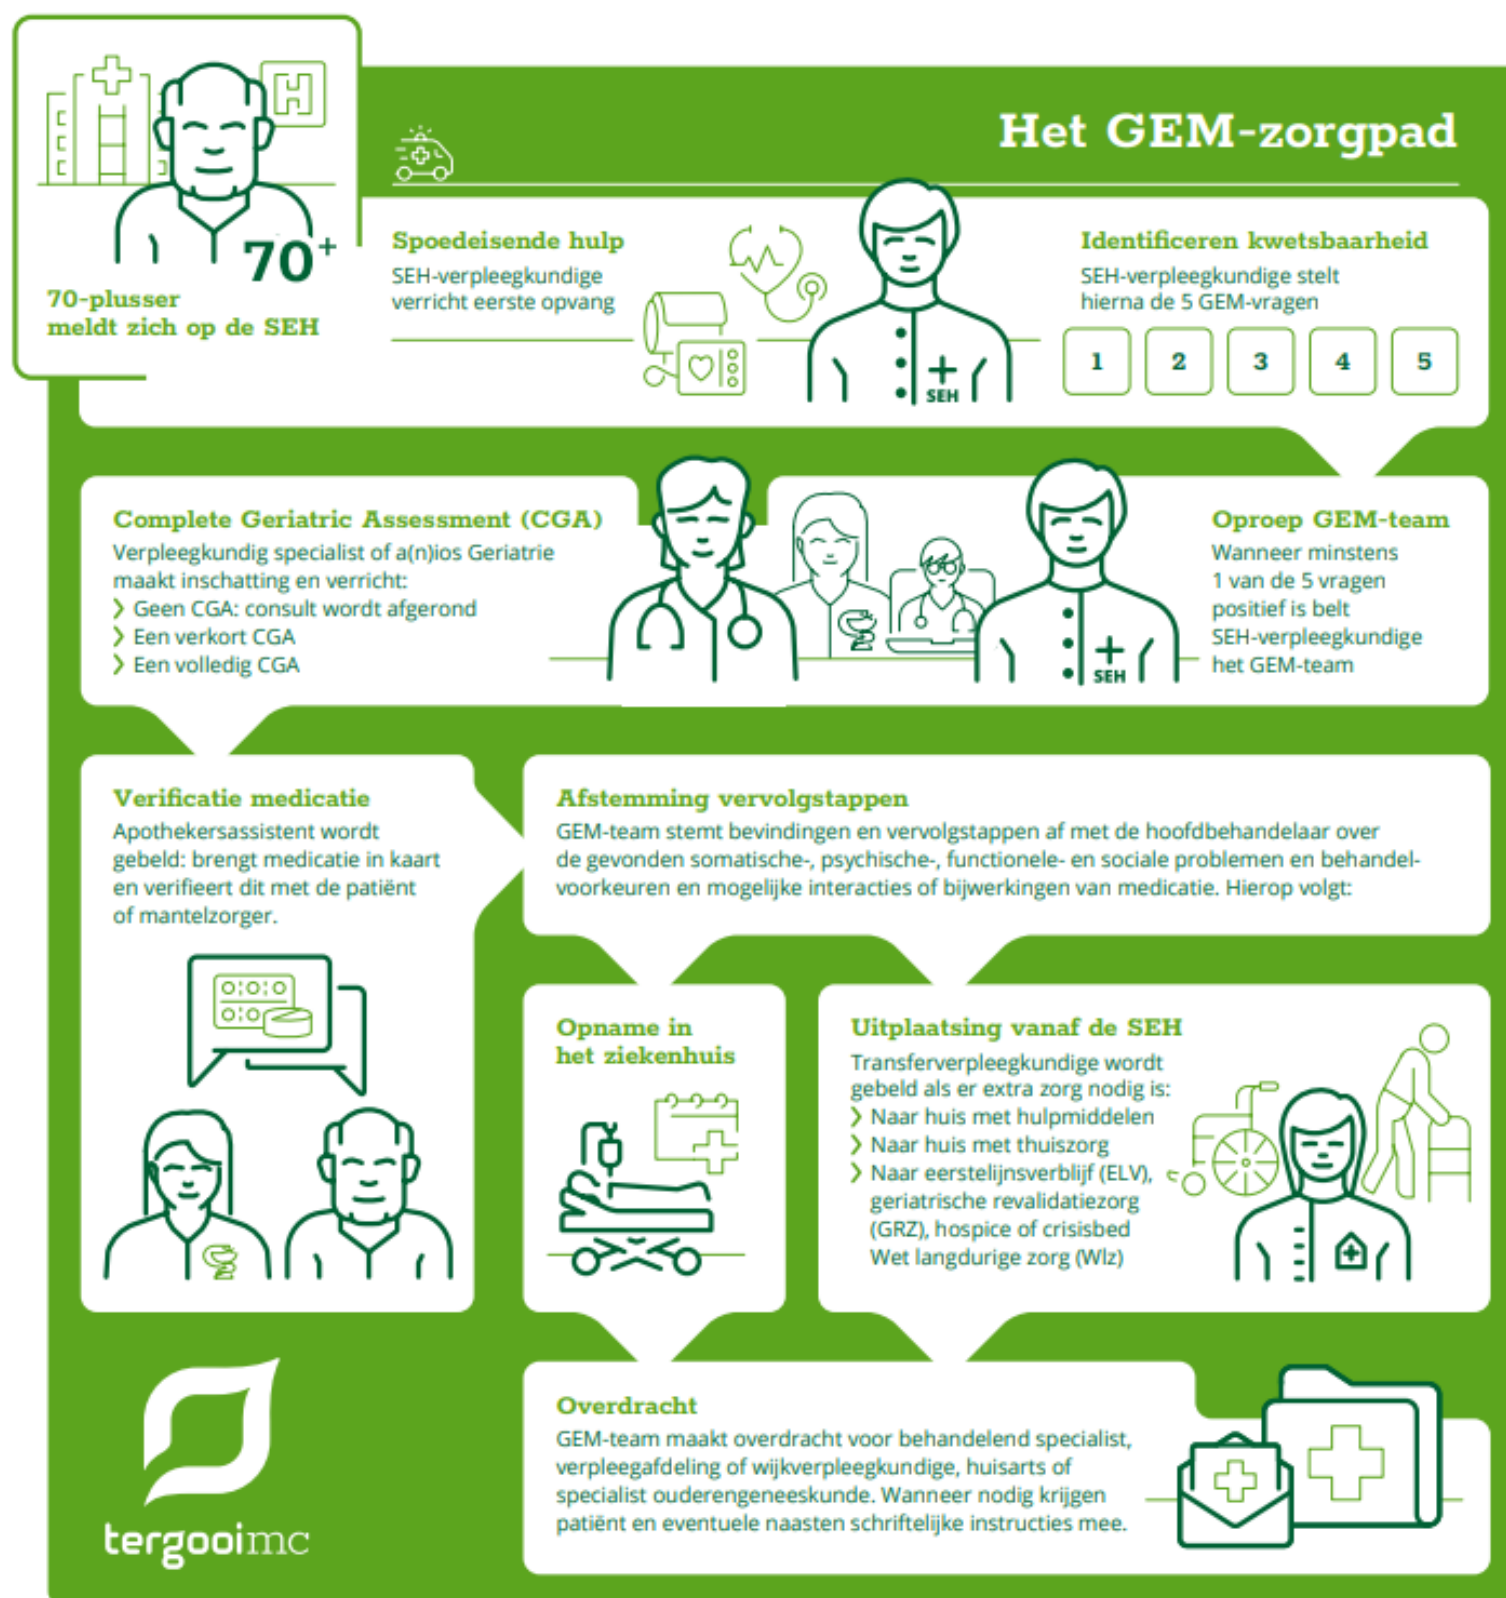 Het GEM-zorgpad
H
70+
70-plusser
meldt zich op de SEH
Spoedeisende hulp
SEH-verpleegkundige
verricht eerste opvang
SEH
Identificeren kwetsbaarheid
SEH-verpleegkundige stelt
hierna de 5 GEM-vragen
1 2 3 4 5
Oproep GEM-team
Wanneer minstens
1 van de 5 vragen
positief is belt
SEH-verpleegkundige
het GEM-team
SEH
Complete Geriatric Assessment (CGA)
Verpleegkundig specialist of a(n)ios Geriatrie
maakt inschatting en verricht:
› Geen CGA: consult wordt afgerond
› Een verkort CGA
› Een volledig CGA
Verificatie medicatie
Apothekersassistent wordt
gebeld: brengt medicatie in kaart
en verifieert dit met de patiënt
of mantelzorger.
Afstemming vervolgstappen
GEM-team stemt bevindingen en vervolgstappen af met de hoofdbehandelaar over
de gevonden somatische-, psychische-, functionele- en sociale problemen en behandel-
voorkeuren en mogelijke interacties of bijwerkingen van medicatie. Hierop volgt:
Opname in
het ziekenhuis
Uitplaatsing vanaf de SEH
Transferverpleegkundige wordt
gebeld als er extra zorg nodig is:
› Naar huis met hulpmiddelen
› Naar huis met thuiszorg
› Naar eerstelijnsverblijf (ELV),
geriatrische revalidatiezorg
(GRZ), hospice of crisisbed
Wet langdurige zorg (Wlz)
Overdracht
GEM-team maakt overdracht voor behandelend specialist,
verpleegafdeling of wijkverpleegkundige, huisarts of
specialist ouderengeneeskunde. Wanneer nodig krijgen
patiënt en eventuele naasten schriftelijke instructies mee.
tergooimc